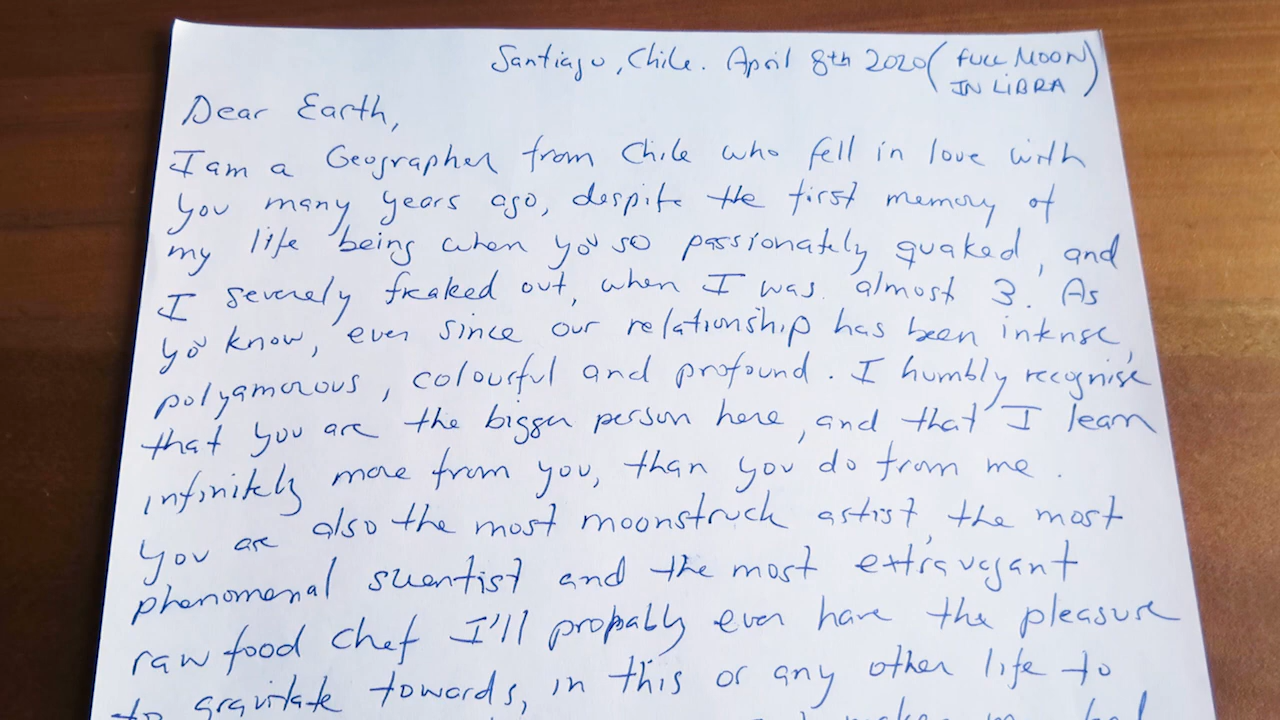 Santiago, Chile. April 8th 2020 (FULL MOON
IN LIBRA)
Dear Earth,
I am a Geographer from Chile who fell in love with
you many years ago, despite the first memory of
my life being when you so passionately quaked, and
I severely freaked out, when I was almost 3. As
you know, ever since our relationship has been intense,
polyamorous, colourful and profound. I humbly recognise
that you are the bigger person here, and that I learn
infinitely more from you, than you do from me.
You are also the most moonstruck artist, the most
phenomenal scientist and the most extravagant
raw food chef I'll probably ever have the pleasure
to gravitate towards, in this or any other life to